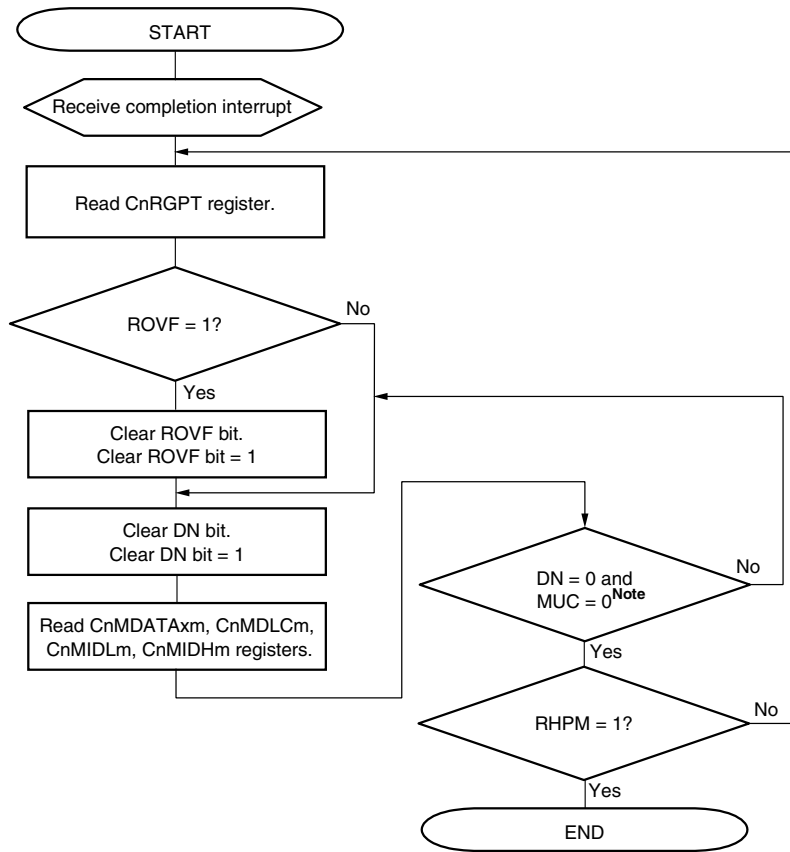 START
Receive completion interrupt
Read CnRGPT register.
ROVF = 1?
No
Yes
Clear ROVF bit.
Clear ROVF bit = 1
Clear DN bit.
Clear DN bit = 1
Read CnMDATAxm, CnMDLCm,
CnMIDLm, CnMIDHm registers.
DN = 0 and
MUC = 0Note
No
Yes
RHPM = 1?
No
Yes
END